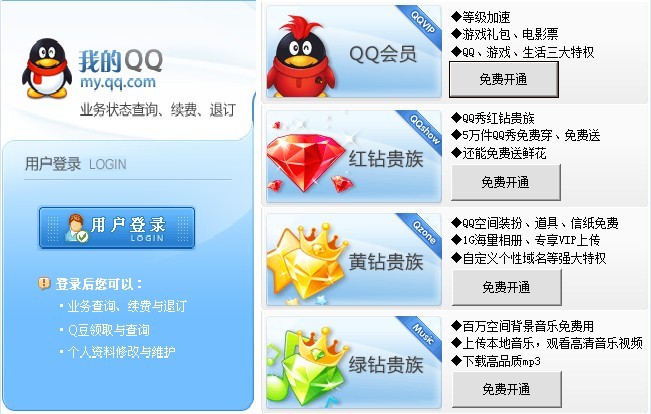 我的QQ
my.qq.com
业务状态查询、续费、退订
用户登录 LOGIN
用户登录
LOGIN
登录后您可以：
·业务查询、续费与退订
·Q豆领取与查询
·个人资料修改与维护
QQ会员
QQVIP
◆等级加速
◆游戏礼包、电影票
◆QQ、游戏、生活三大特权
免费开通
红钻贵族
QQshow
◆QQ秀红钻贵族
◆5万件QQ秀免费穿、免费送
◆还能免费送鲜花
免费开通
黄钻贵族
Qzone
◆QQ空间装扮、道具、信纸免费
◆1G海量相册、专享VIP上传
◆自定义个性域名等强大特权
免费开通
绿钻贵族
Music
◆百万空间背景音乐免费用
◆上传本地音乐，观看高清音乐视频
◆下载高品质mp3
免费开通